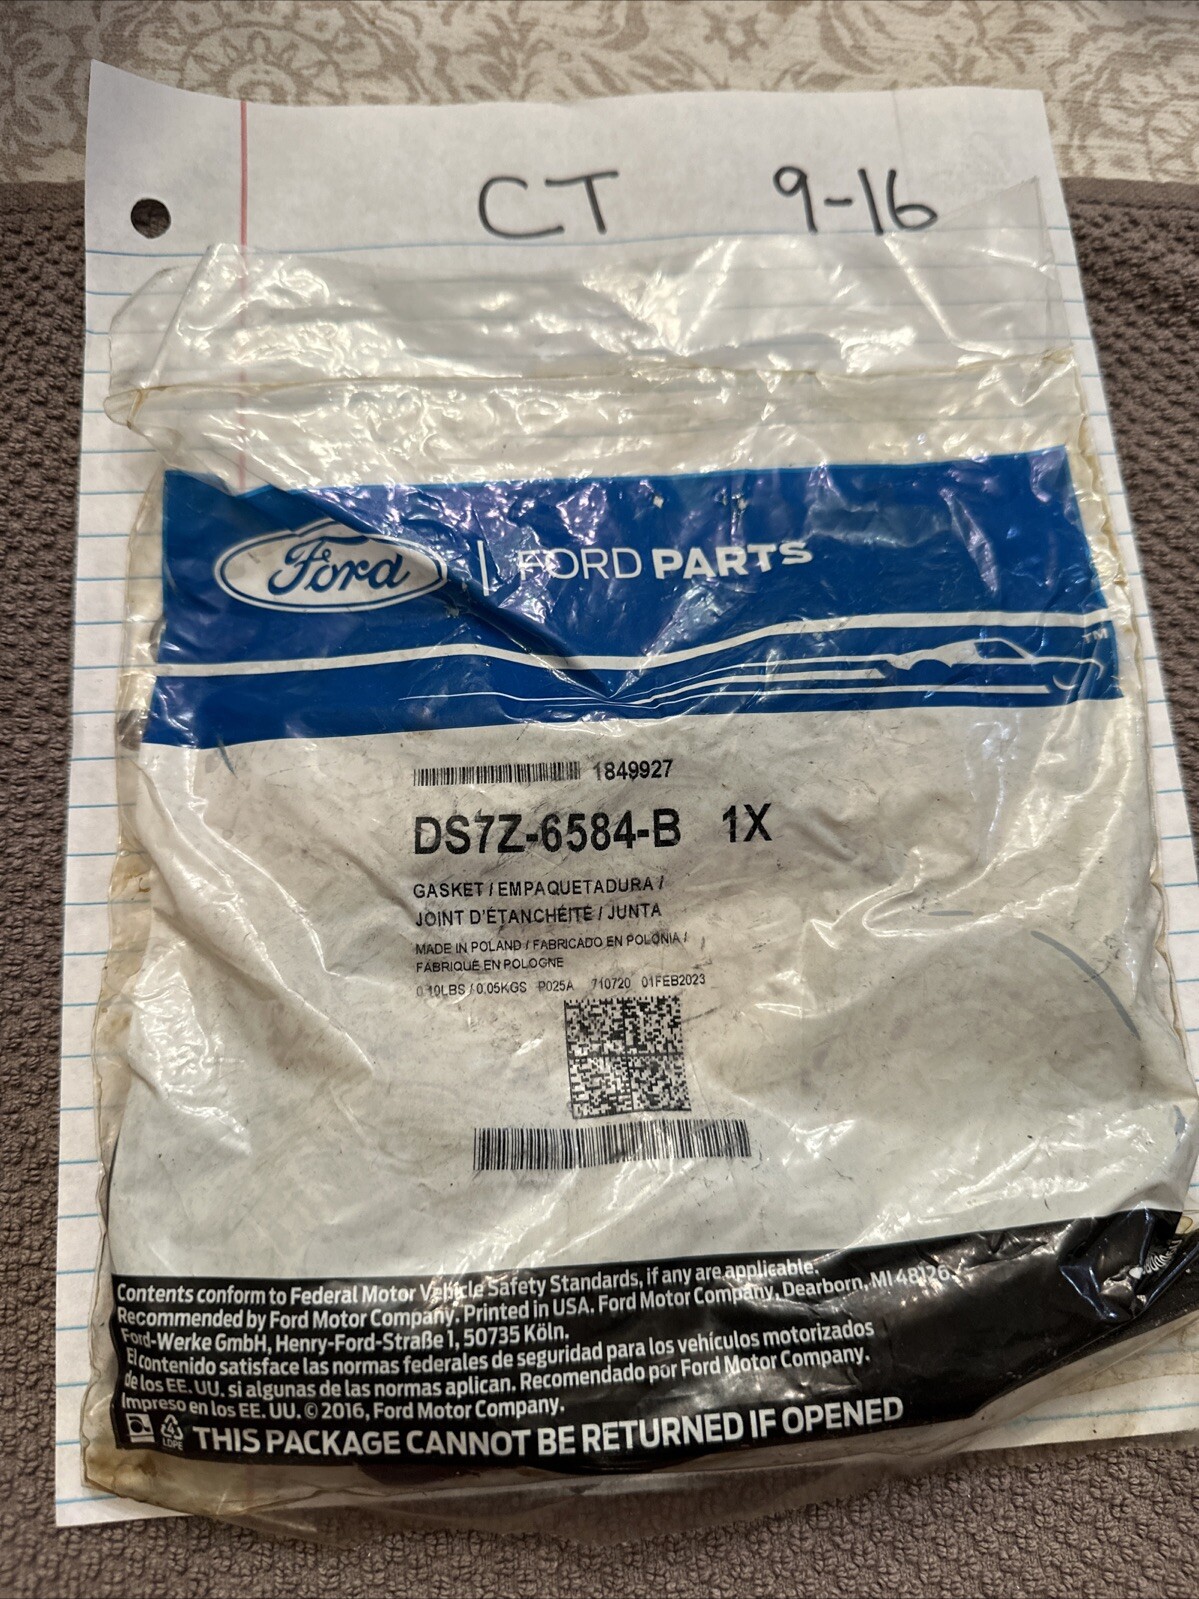 CT 9-16
Ford | FORD PARTS
TM
1849927
DS7Z-6584-B 1X
GASKET / EMPAQUETADURA /
JOINT D'ÉTANCHÉITÉ / JUNTA
MADE IN POLAND / FABRICADO EN POLONIA /
FABRIQUÉ EN POLOGNE
0.10LBS / 0.05KGS P025A 710720 01FEB2023
Contents conform to Federal Motor Vehicle Safety Standards, if any are applicable.
Recommended by Ford Motor Company. Printed in USA. Ford Motor Company, Dearborn, MI 48126
Ford-Werke GmbH, Henry-Ford-Straße 1, 50735 Köln.
El contenido satisface las normas federales de seguridad para los vehículos motorizados
de los EE. UU. si algunas de las normas aplican. Recomendado por Ford Motor Company.
Impreso en los EE. UU. © 2016, Ford Motor Company.
4
LDPE
THIS PACKAGE CANNOT BE RETURNED IF OPENED